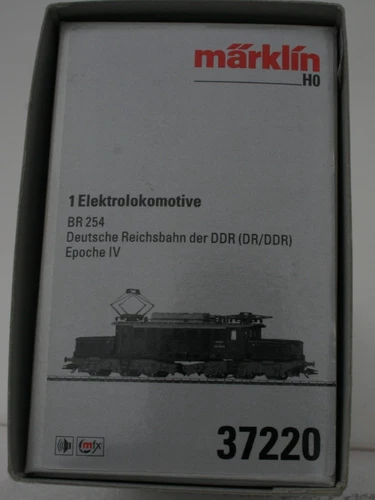 märklin
H0
1 Elektrolokomotive
BR 254
Deutsche Reichsbahn der DDR (DR/DDR)
Epoche IV
mfx
37220